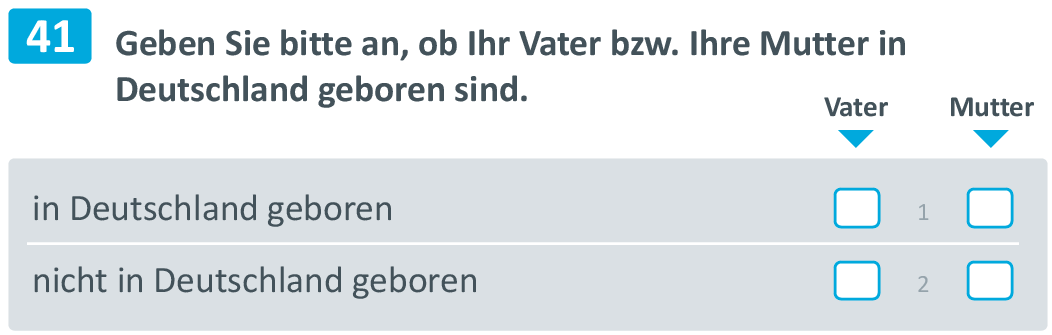 41
Geben Sie bitte an, ob Ihr Vater bzw. Ihre Mutter in
Deutschland geboren sind.
Vater Mutter
in Deutschland geboren 1
nicht in Deutschland geboren 2